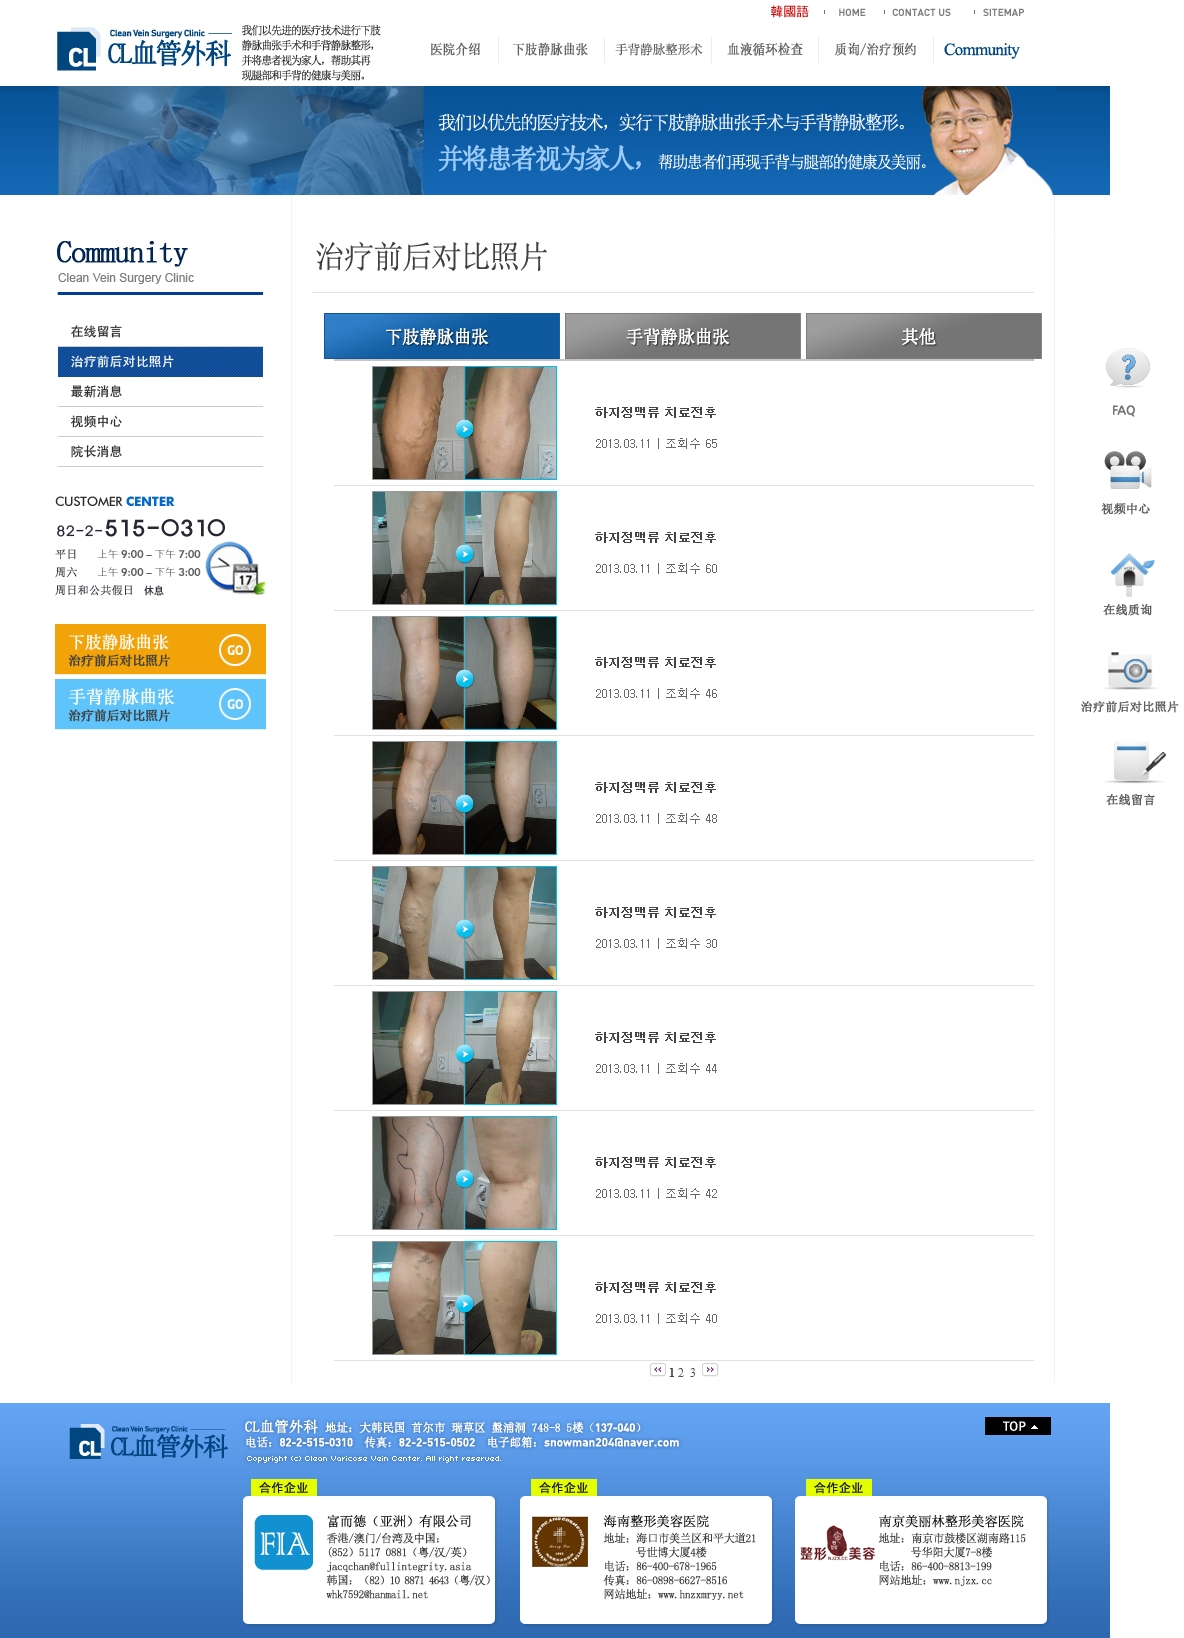 韓國語
HOME
CONTACT US
SITEMAP
Clean Vein Surgery Clinic
CL血管外科
CL
我们以先进的医疗技术进行下肢
静脉曲张手术和手背静脉整形,
并将患者视为家人，帮助其再
现腿部和手背的健康与美丽。
医院介绍
下肢静脉曲张
手背静脉整形术
血液循环检查
质询/治疗预约
Community
我们以优先的医疗技术，实行下肢静脉曲张手术与手背静脉整形。
并将患者视为家人，帮助患者们再现手背与腿部的健康及美丽。
Community
Clean Vein Surgery Clinic
在线留言
治疗前后对比照片
最新消息
视频中心
院长消息
CUSTOMER CENTER
82-2-515-0310
平日 上午 9:00 – 下午 7:00
周六 上午 9:00 – 下午 3:00
周日和公共假日 休息
17
下肢静脉曲张
治疗前后对比照片
GO
手背静脉曲张
治疗前后对比照片
GO
治疗前后对比照片
下肢静脉曲张
手背静脉曲张
其他
하지정맥류 치료전후
2013.03.11 | 조회수 65
하지정맥류 치료전후
2013.03.11 | 조회수 60
하지정맥류 치료전후
2013.03.11 | 조회수 46
하지정맥류 치료전후
2013.03.11 | 조회수 48
하지정맥류 치료전후
2013.03.11 | 조회수 30
하지정맥류 치료전후
2013.03.11 | 조회수 44
하지정맥류 치료전후
2013.03.11 | 조회수 42
하지정맥류 치료전후
2013.03.11 | 조회수 40
1 2 3
FAQ
视频中心
在线质询
治疗前后对比照片
在线留言
Clean Vein Surgery Clinic
CL
CL血管外科
CL血管外科 地址：大韩民国 首尔市 瑞草区 盤浦洞 748-8 5楼（137-040）
电话：82-2-515-0310 传真：82-2-515-0502 电子邮箱：snowman204@naver.com
Copyright (c) Clean Varicose Vein Center. All right reserved.
TOP
合作企业
FIA
富而德（亚洲）有限公司
香港/澳门/台湾及中国：
（852）5117 0881（粤/汉/英）
jacqchan@fullintegrity.asia
韩国：（82）10 8871 4643（粤/汉）
whk7592@hanmail.net
合作企业
海南整形美容医院
地址：海口市美兰区和平大道21
号世博大厦4楼
电话：86-400-678-1965
传真：86-0898-6627-8516
网站地址：www.hnzxmryy.net
合作企业
整形美容
NJZX.CC
南京美丽林整形美容医院
地址：南京市鼓楼区湖南路115
号华阳大厦7-8楼
电话：86-400-8813-199
网站地址：www.njzx.cc